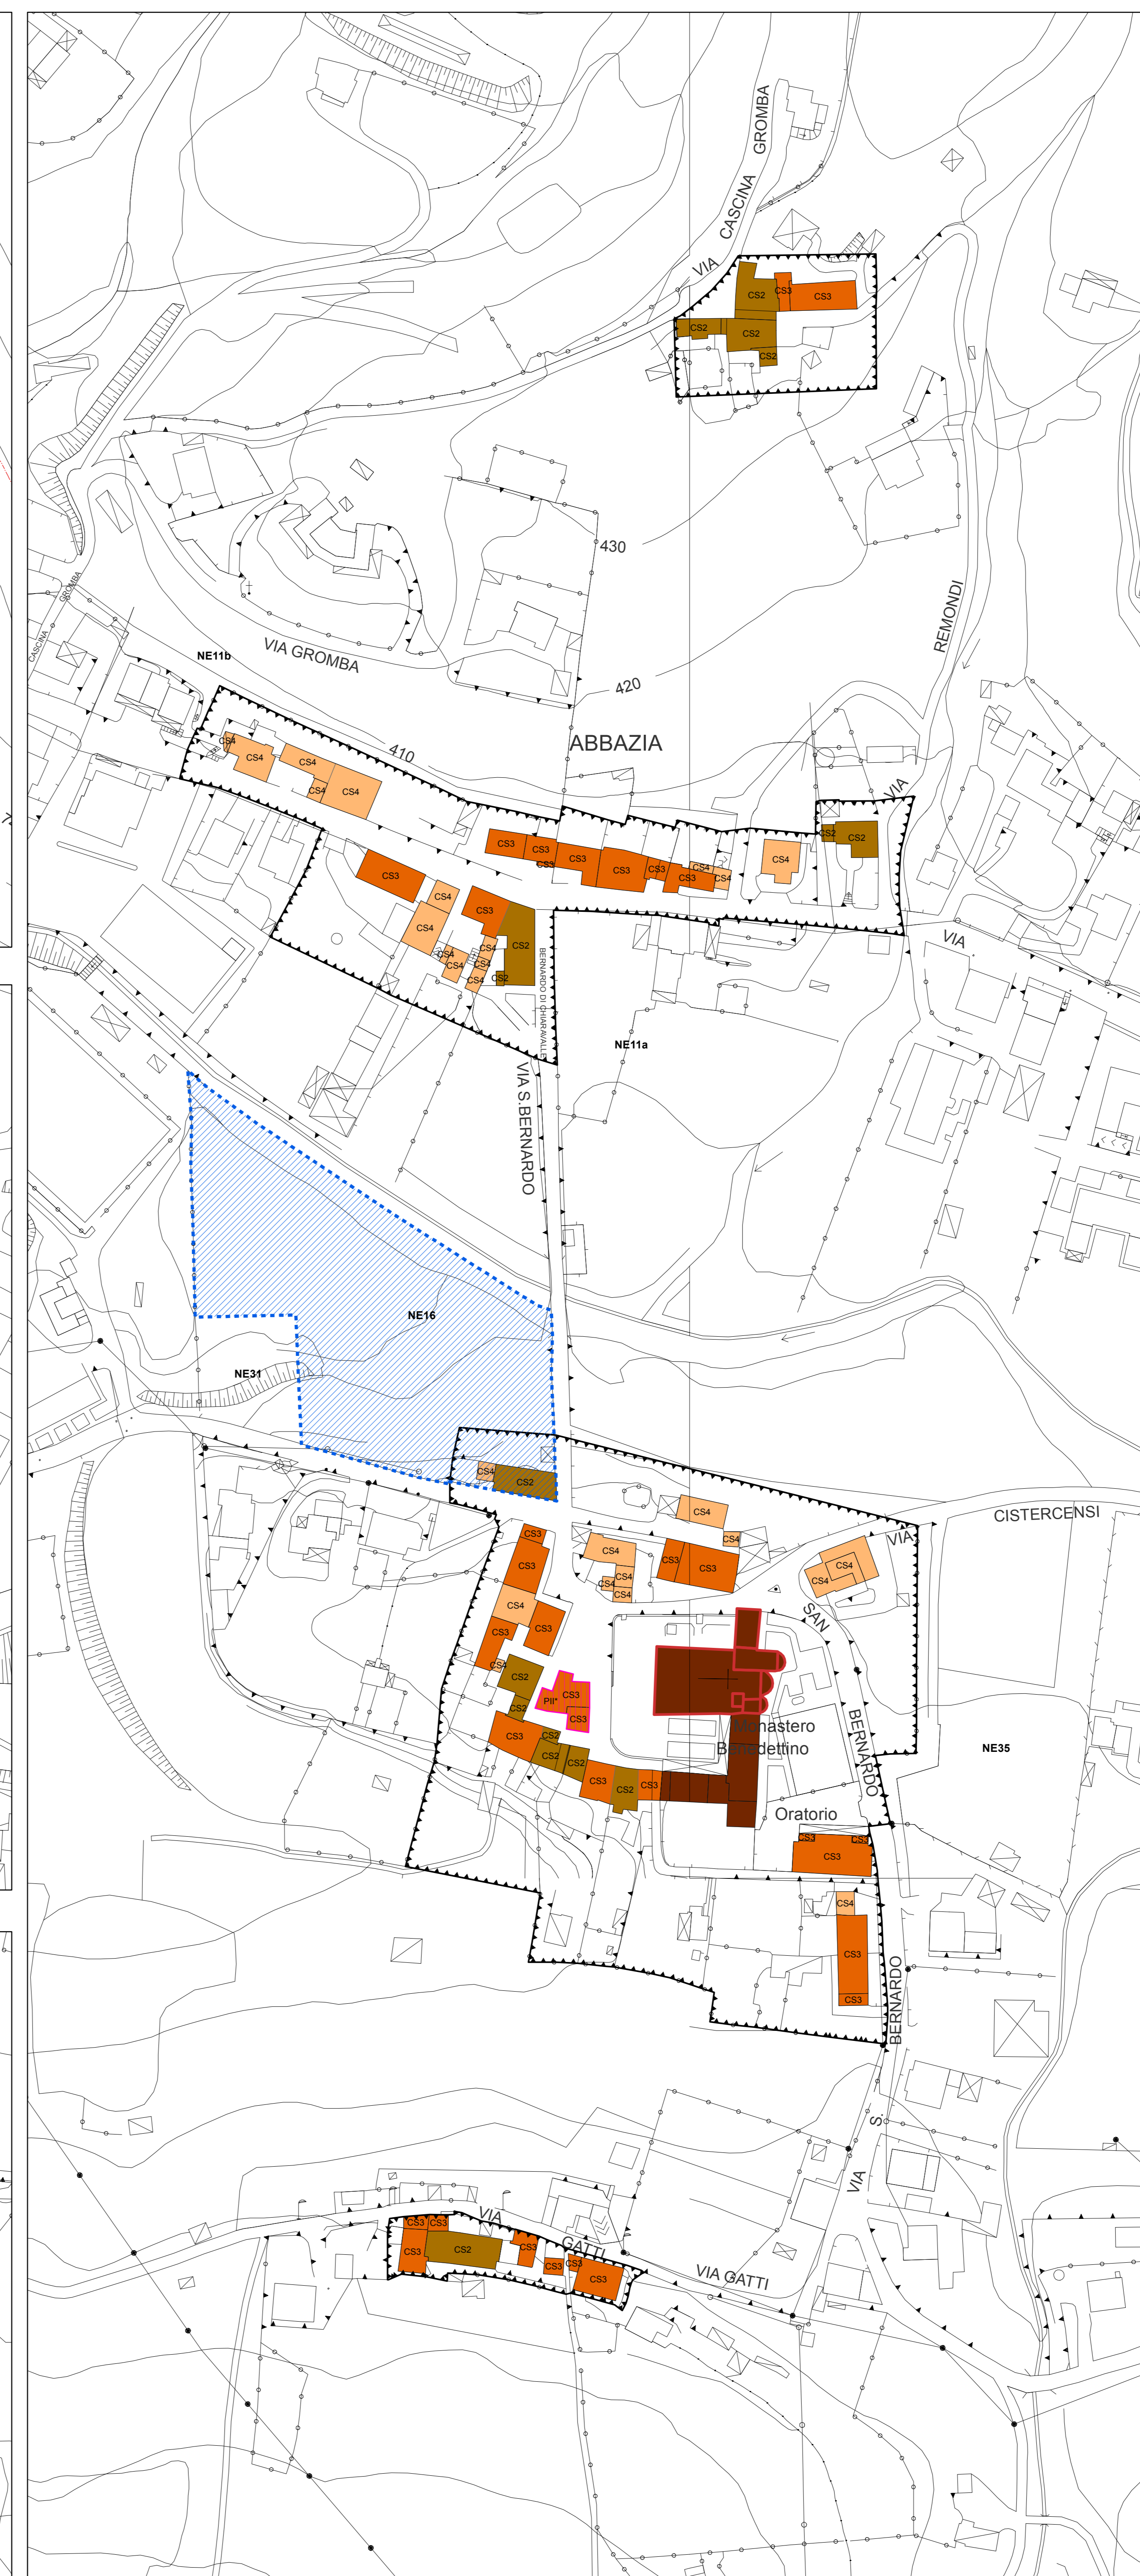 VIA
CASCINA
GROMBA
CS2
CS3
CS3
CS2
CS2
CS2
430
CASCINA
GROMBA
REMONDI
VIA GROMBA
NE11b
420
410
ABBAZIA
VIA
CS4
CS4
CS4
CS4
CS4
CS3
CS3
CS3
CS3
CS3
CS3
CS3
CS4
CS4
CS4
CS2
CS2
CS3
CS4
CS4
CS3
CS2
CS4
CS4
CS4
CS4
CS4
CS2
BERNARDO DI CHIARAVALLE
VIA
NE11a
VIA S.BERNARDO
NE16
NE31
CS4
CS2
CISTERCENSI
VIA
CS4
CS4
CS3
CS3
CS4
CS3
CS3
CS4
CS4
CS4
CS4
CS4
CS4
CS3
CS3
CS4
SAN
BERNARDO
CS2
CS2
PII*
CS3
CS3
Monastero
Benedettino
NE35
CS3
CS2
CS2
CS2
CS3
CS2
CS3
Oratorio
CS3
CS3
CS3
CS4
CS3
CS3
BERNARDO
S.
VIA
VIA
GATTI
VIA GATTI
CS3
CS3
CS3
CS2
CS3
CS3
CS3
CS3